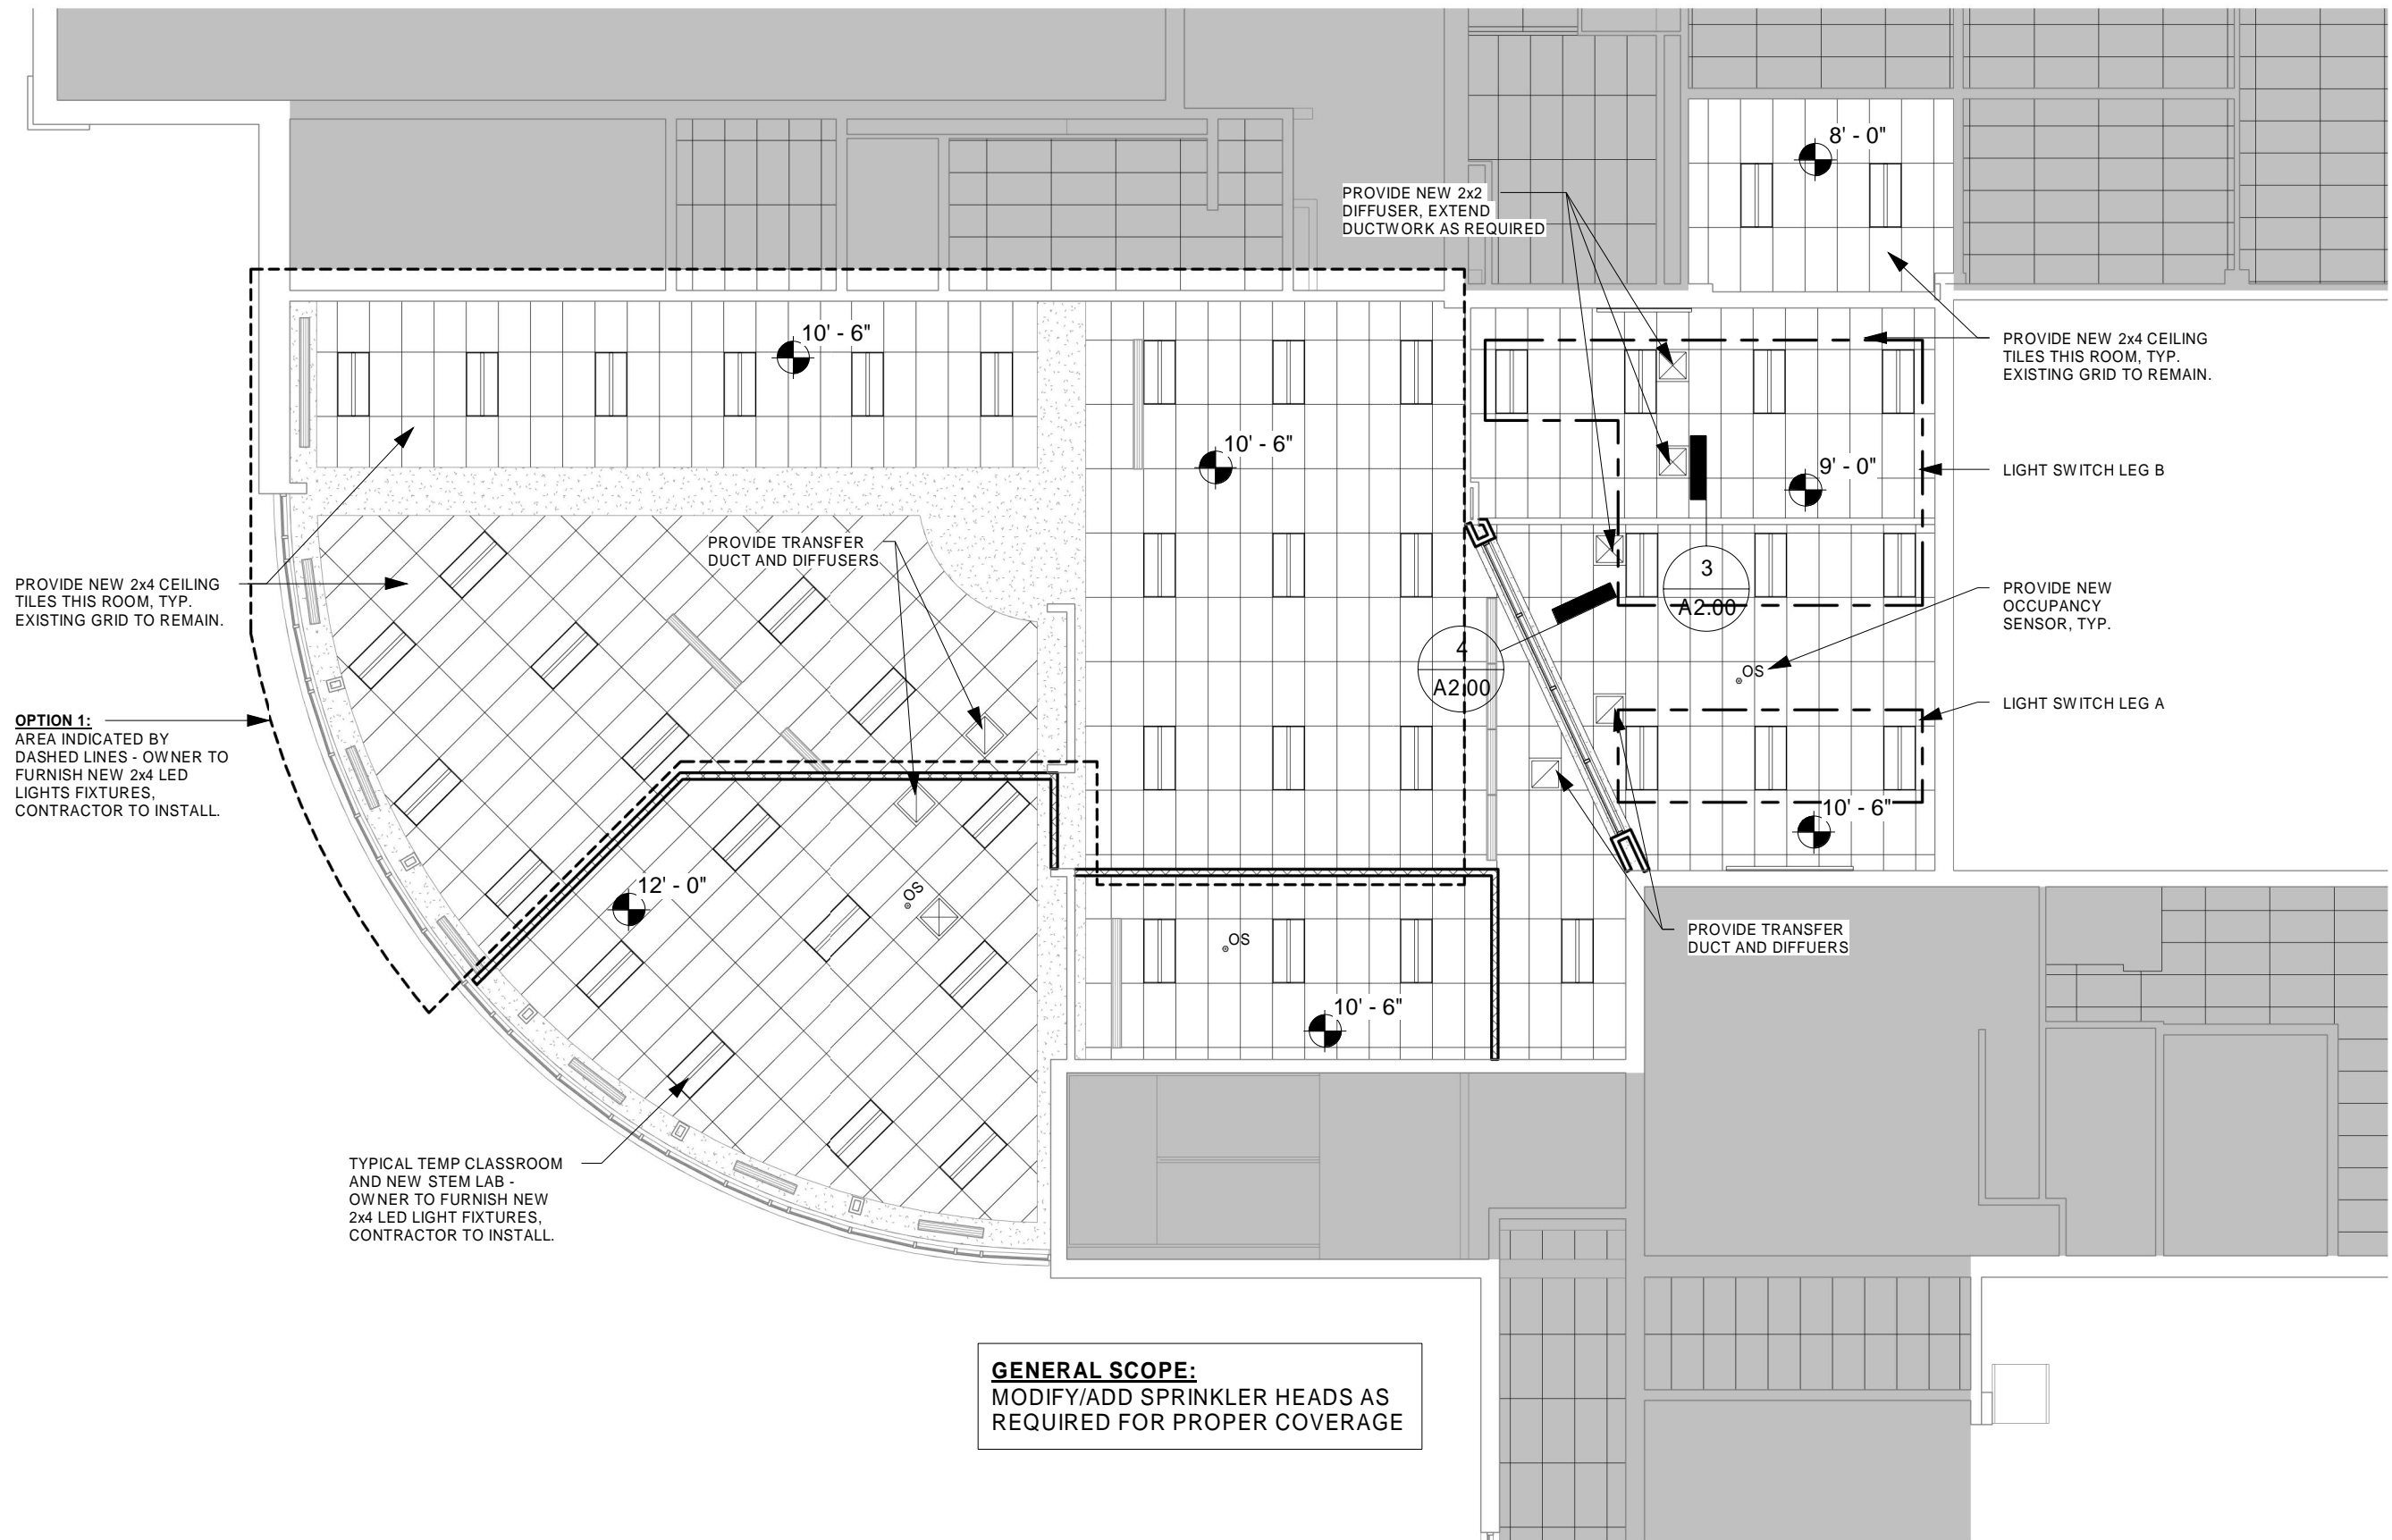 8' - 0"
PROVIDE NEW 2x2
DIFFUSER, EXTEND
DUCTWORK AS REQUIRED
10' - 6"
PROVIDE NEW 2x4 CEILING
TILES THIS ROOM, TYP.
EXISTING GRID TO REMAIN.
10' - 6"
9' - 0"
LIGHT SWITCH LEG B
PROVIDE TRANSFER
DUCT AND DIFFUSERS
3
A2.00
PROVIDE NEW 2x4 CEILING
TILES THIS ROOM, TYP.
EXISTING GRID TO REMAIN.
PROVIDE NEW
OCCUPANCY
SENSOR, TYP.
4
A2.00
OS
LIGHT SWITCH LEG A
OPTION 1:
AREA INDICATED BY
DASHED LINES - OWNER TO
FURNISH NEW 2x4 LED
LIGHTS FIXTURES,
CONTRACTOR TO INSTALL.
10' - 6"
12' - 0"
OS
OS
PROVIDE TRANSFER
DUCT AND DIFFUERS
10' - 6"
TYPICAL TEMP CLASSROOM
AND NEW STEM LAB -
OWNER TO FURNISH NEW
2x4 LED LIGHT FIXTURES,
CONTRACTOR TO INSTALL.
GENERAL SCOPE:
MODIFY/ADD SPRINKLER HEADS AS
REQUIRED FOR PROPER COVERAGE